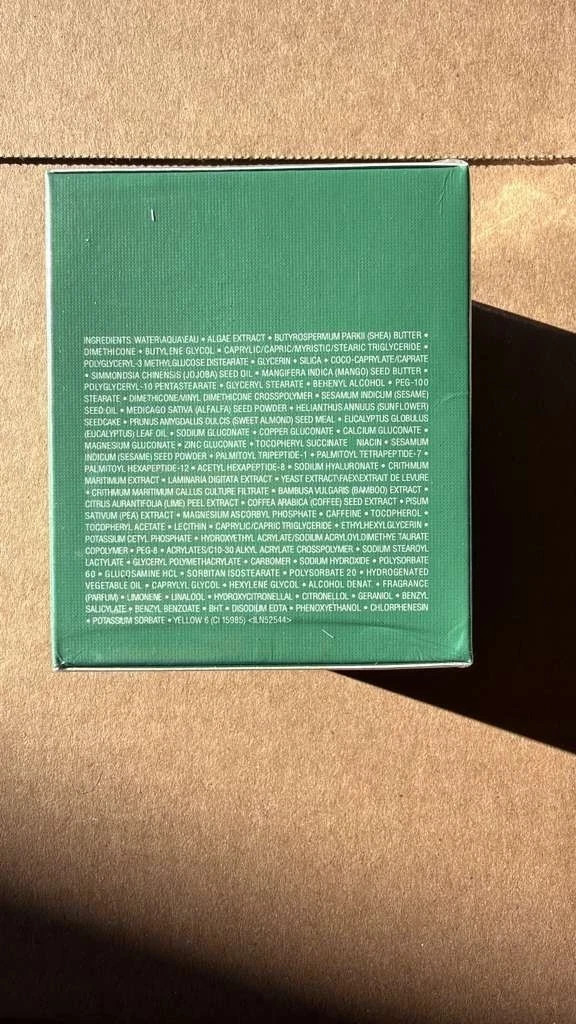 INGREDIENTS: WATER\AQUA\EAU • ALGAE EXTRACT • BUTYROSPERMUM PARKII (SHEA) BUTTER •
DIMETHICONE • BUTYLENE GLYCOL • CAPRYLIC/CAPRIC/MYRISTIC/STEARIC TRIGLYCERIDE •
POLYGLYCERYL-3 METHYLGLUCOSE DISTEARATE • GLYCERIN • SILICA • COCO-CAPRYLATE/CAPRATE
• SIMMONDSIA CHINENSIS (JOJOBA) SEED OIL • MANGIFERA INDICA (MANGO) SEED BUTTER •
POLYGLYCERYL-10 PENTASTEARATE • GLYCERYL STEARATE • BEHENYL ALCOHOL • PEG-100
STEARATE • DIMETHICONE/VINYL DIMETHICONE CROSSPOLYMER • SESAMUM INDICUM (SESAME)
SEED OIL • MEDICAGO SATIVA (ALFALFA) SEED POWDER • HELIANTHUS ANNUUS (SUNFLOWER)
SEEDCAKE • PRUNUS AMYGDALUS DULCIS (SWEET ALMOND) SEED MEAL • EUCALYPTUS GLOBULUS
(EUCALYPTUS) LEAF OIL • SODIUM GLUCONATE • COPPER GLUCONATE • CALCIUM GLUCONATE •
MAGNESIUM GLUCONATE • ZINC GLUCONATE • TOCOPHERYL SUCCINATE NIACIN • SESAMUM
INDICUM (SESAME) SEED POWDER • PALMITOYL TRIPEPTIDE-1 • PALMITOYL TETRAPEPTIDE-7 •
PALMITOYL HEXAPEPTIDE-12 • ACETYL HEXAPEPTIDE-8 • SODIUM HYALURONATE • CRITHMUM
MARITIMUM EXTRACT • LAMINARIA DIGITATA EXTRACT • YEAST EXTRACT\FAEX\EXTRAIT DE LEVURE
• CRITHMUM MARITIMUM CALLUS CULTURE FILTRATE • BAMBUSA VULGARIS (BAMBOO) EXTRACT •
CITRUS AURANTIFOLIA (LIME) PEEL EXTRACT • COFFEA ARABICA (COFFEE) SEED EXTRACT • PISUM
SATIVUM (PEA) EXTRACT • MAGNESIUM ASCORBYL PHOSPHATE • CAFFEINE • TOCOPHEROL •
TOCOPHERYL ACETATE • LECITHIN • CAPRYLIC/CAPRIC TRIGLYCERIDE • ETHYLHEXYLGLYCERIN •
POTASSIUM CETYL PHOSPHATE • HYDROXYETHYL ACRYLATE/SODIUM ACRYLOYLDIMETHYL TAURATE
COPOLYMER • PEG-8 • ACRYLATES/C10-30 ALKYL ACRYLATE CROSSPOLYMER • SODIUM STEAROYL
LACTYLATE • GLYCERYL POLYMETHACRYLATE • CARBOMER • SODIUM HYDROXIDE • POLYSORBATE
60 • GLUCOSAMINE HCL • SORBITAN ISOSTEARATE • POLYSORBATE 20 • HYDROGENATED
VEGETABLE OIL • CAPRYLYL GLYCOL • HEXYLENE GLYCOL • ALCOHOL DENAT. • FRAGRANCE
(PARFUM) • LIMONENE • LINALOOL • HYDROXYCITRONELLAL • CITRONELLOL • GERANIOL • BENZYL
SALICYLATE • BENZYL BENZOATE • BHT • DISODIUM EDTA • PHENOXYETHANOL • CHLORPHENESIN
• POTASSIUM SORBATE • YELLOW 6 (CI 15985) <ILN52544>